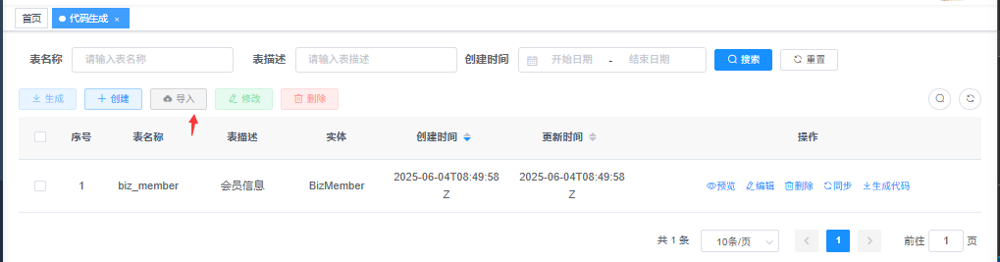 首页 代码生成 ×
表名称 请输入表名称 表描述 请输入表描述 创建时间 开始日期 - 结束日期 搜索 重置
生成 创建 导入 修改 删除
序号 表名称 表描述 实体 创建时间 更新时间 操作
1 biz_member 会员信息 BizMember 2025-06-04T08:49:58Z 2025-06-04T08:49:58Z 预览 编辑 删除 同步 生成代码
共 1 条 10条/页 1 前往 1 页